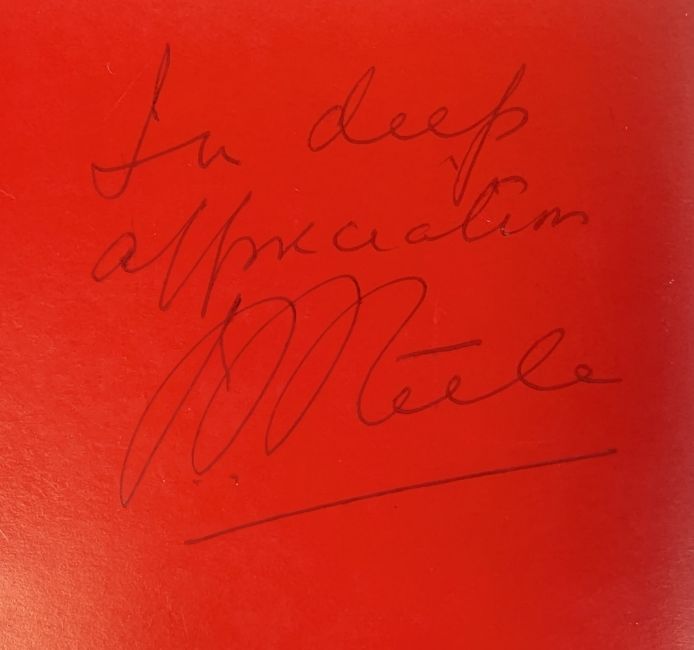 In deep
appreciation